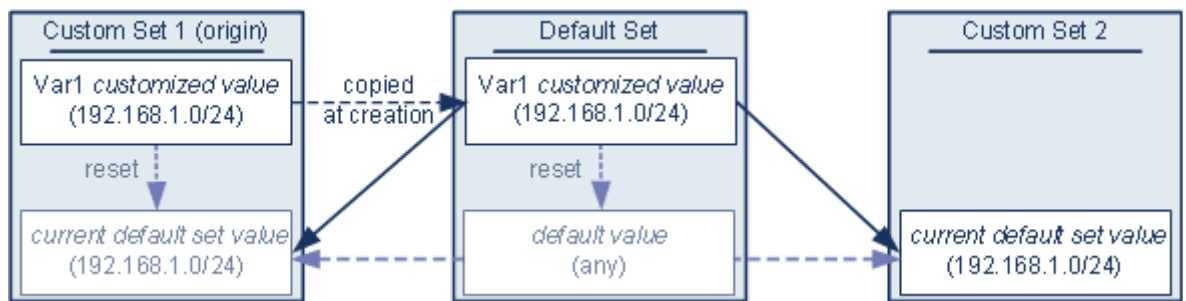 Custom Set 1 (origin)
Var1 customized value
(192.168.1.0/24)
reset
current default set value
(192.168.1.0/24)
copied
at creation
Default Set
Var1 customized value
(192.168.1.0/24)
reset
default value
(any)
Custom Set 2
current default set value
(192.168.1.0/24)